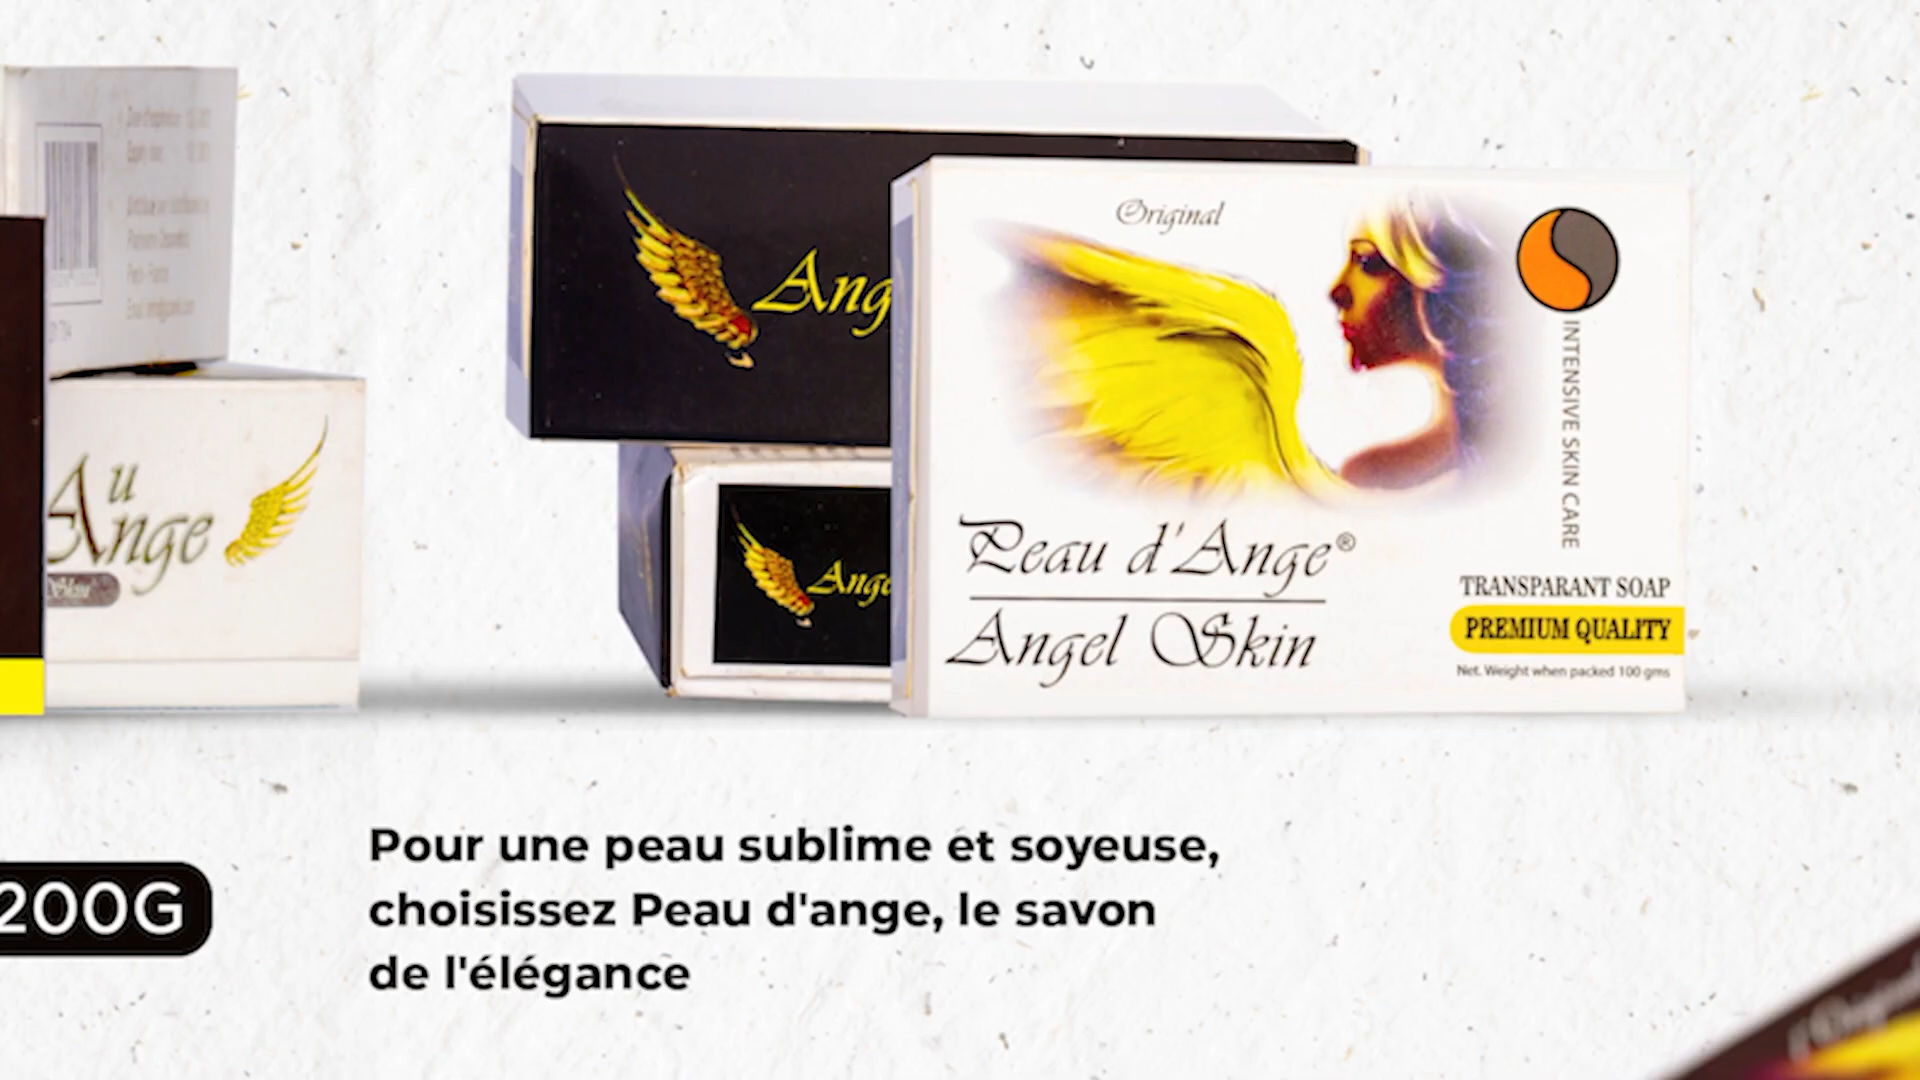 Original
INTENSIVE SKIN CARE
Peau d'Ange®
Angel Skin
TRANSPARANT SOAP
PREMIUM QUALITY
Net. Weight when packed 100 gms
Ang
Ange
Au
Ange
200G
Pour une peau sublime et soyeuse,
choisissez Peau d'ange, le savon
de l'élégance